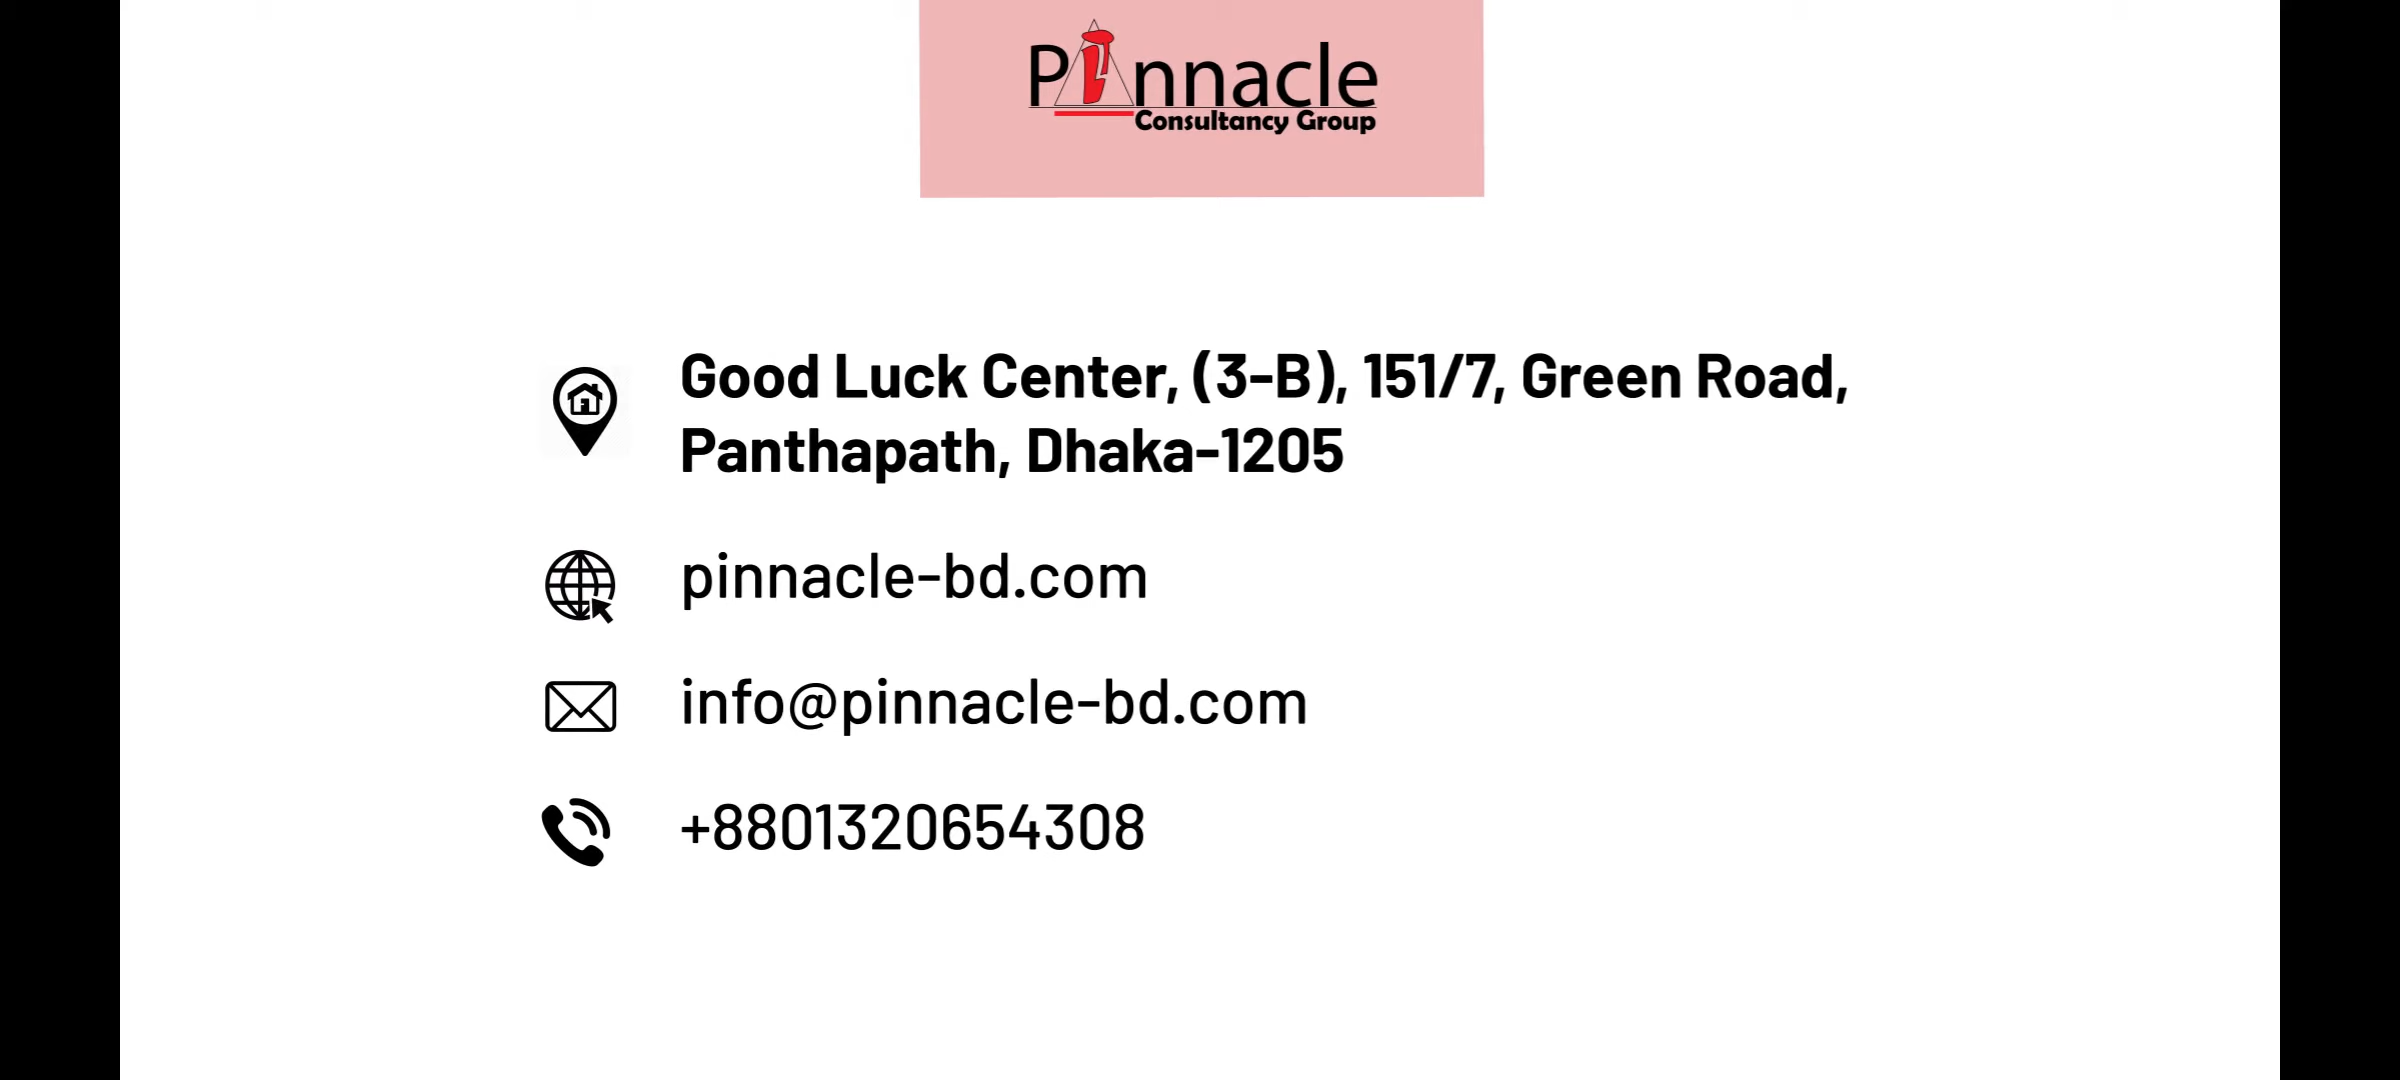 Pinnacle
Consultancy Group
Good Luck Center, (3-B), 151/7, Green Road,
Panthapath, Dhaka-1205
pinnacle-bd.com
info@pinnacle-bd.com
+8801320654308